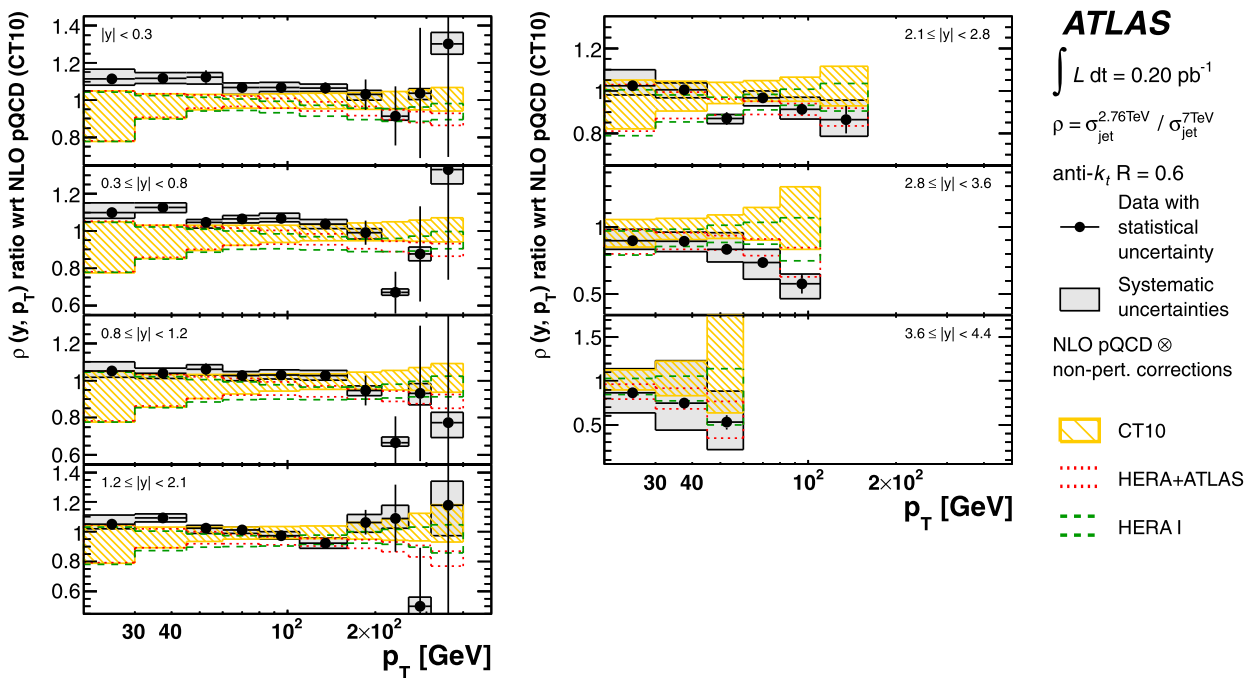 ρ (y, p_T) ratio wrt NLO pQCD (CT10)
|y| < 0.3
1.4
1.2
1
0.8
0.3 ≤ |y| < 0.8
1.2
1
0.8
0.6
0.8 ≤ |y| < 1.2
1.2
1
0.8
0.6
1.2 ≤ |y| < 2.1
1.4
1.2
1
0.8
0.6
30 40 10² 2×10²
p_T [GeV]
ρ (y, p_T) ratio wrt NLO pQCD (CT10)
2.1 ≤ |y| < 2.8
1.4
1.2
1
0.8
2.8 ≤ |y| < 3.6
1
0.5
3.6 ≤ |y| < 4.4
1.5
1
0.5
30 40 10² 2×10²
p_T [GeV]
ATLAS
∫ L dt = 0.20 pb⁻¹
ρ = σ_jet^2.76TeV / σ_jet^7TeV
anti-k_t R = 0.6
Data with
statistical
uncertainty
Systematic
uncertainties
NLO pQCD ⊗
non-pert. corrections
CT10
HERA+ATLAS
HERA I